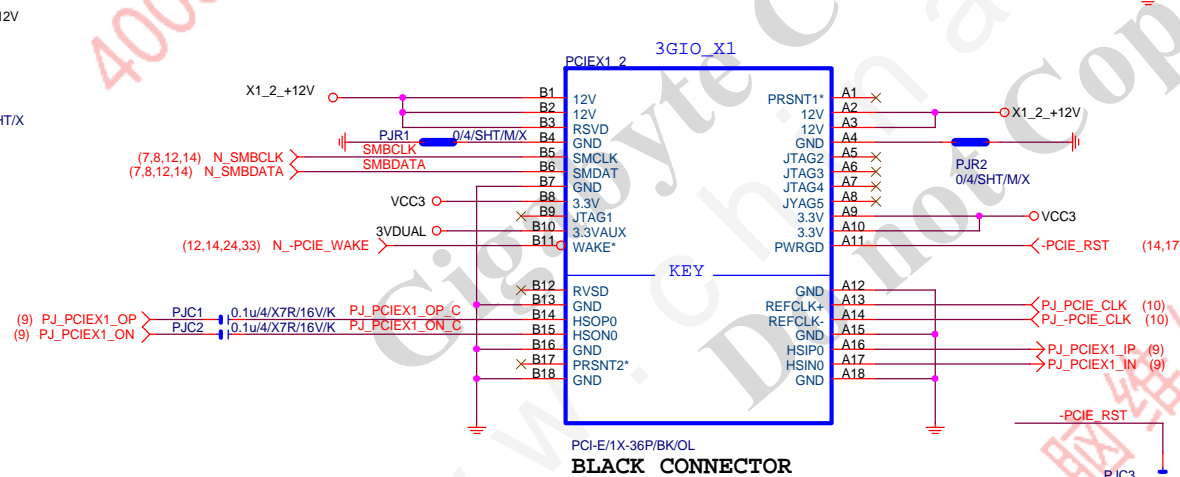 12V
4008
HT/X
3GIO_X1
PCIEX1_2
X1_2_+12V
B1 12V
B2 12V
B3 RSVD
PJR1 0/4/SHT/M/X B4 GND
(7,8,12,14) N_SMBCLK SMBCLK B5 SMCLK
(7,8,12,14) N_SMBDATA SMBDATA B6 SMDAT
B7 GND
VCC3 B8 3.3V
B9 JTAG1
3VDUAL B10 3.3VAUX
(12,14,24,33) N_-PCIE_WAKE B11 WAKE*
PRSNT1* A1
12V A2 X1_2_+12V
12V A3
GND A4
JTAG2 A5
PJR2
0/4/SHT/M/X
JTAG3 A6
JTAG4 A7
JYAG5 A8
3.3V A9 VCC3
3.3V A10
PWRGD A11 -PCIE_RST (14,17
KEY
B12 RVSD
B13 GND
(9) PJ_PCIEX1_OP PJC1 0.1u/4/X7R/16V/K PJ_PCIEX1_OP_C B14 HSOP0
(9) PJ_PCIEX1_ON PJC2 0.1u/4/X7R/16V/K PJ_PCIEX1_ON_C B15 HSON0
B16 GND
B17 PRSNT2*
B18 GND
GND A12
REFCLK+ A13 PJ_PCIE_CLK (10)
REFCLK- A14 PJ_-PCIE_CLK (10)
GND A15
HSIP0 A16 PJ_PCIEX1_IP (9)
HSIN0 A17 PJ_PCIEX1_IN (9)
GND A18
-PCIE_RST
PJC3
PCI-E/1X-36P/BK/OL
BLACK CONNECTOR
Gigabyte C
Do not Cop
w . c h i n a